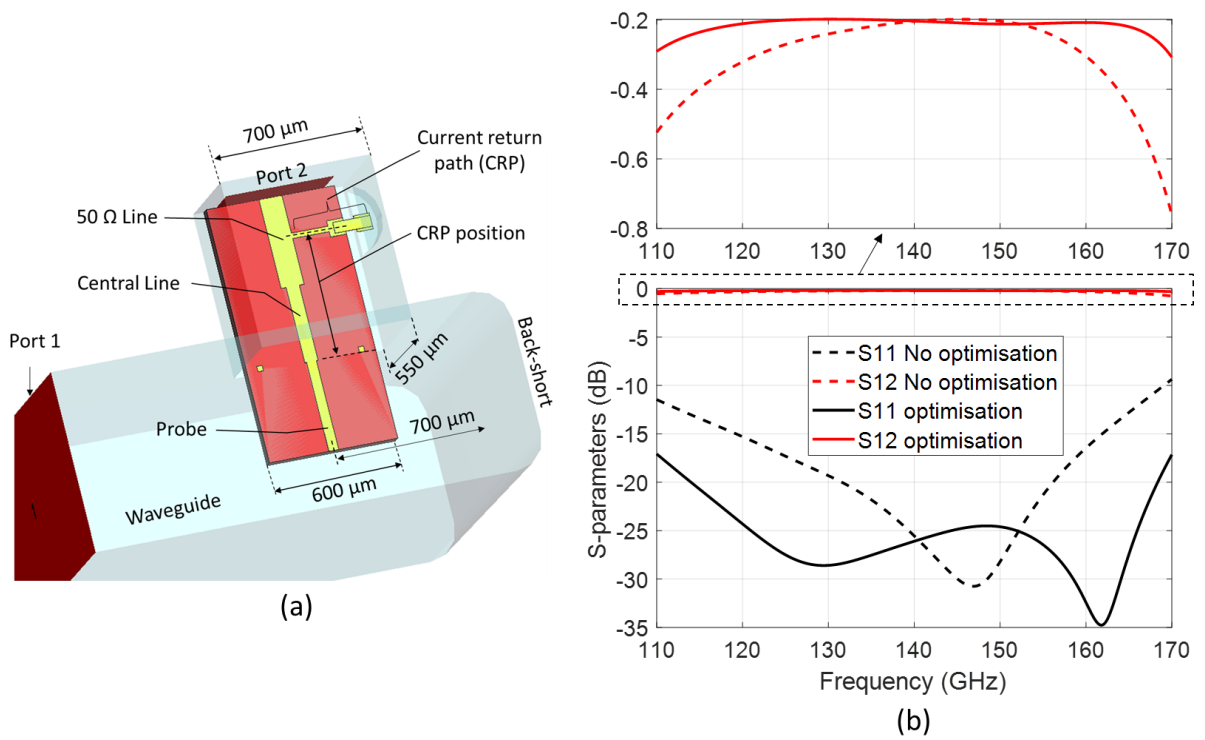 700 µm
Current return
path (CRP)
Port 2
50 Ω Line
CRP position
Central Line
Port 1
550 µm
Back-short
Probe
700 µm
600 µm
Waveguide
(a)
-0.2
-0.4
-0.6
-0.8
110 120 130 140 150 160 170
0
-5
-10
-15
-20
-25
-30
-35
S-parameters (dB)
S11 No optimisation
S12 No optimisation
S11 optimisation
S12 optimisation
110 120 130 140 150 160 170
Frequency (GHz)
(b)